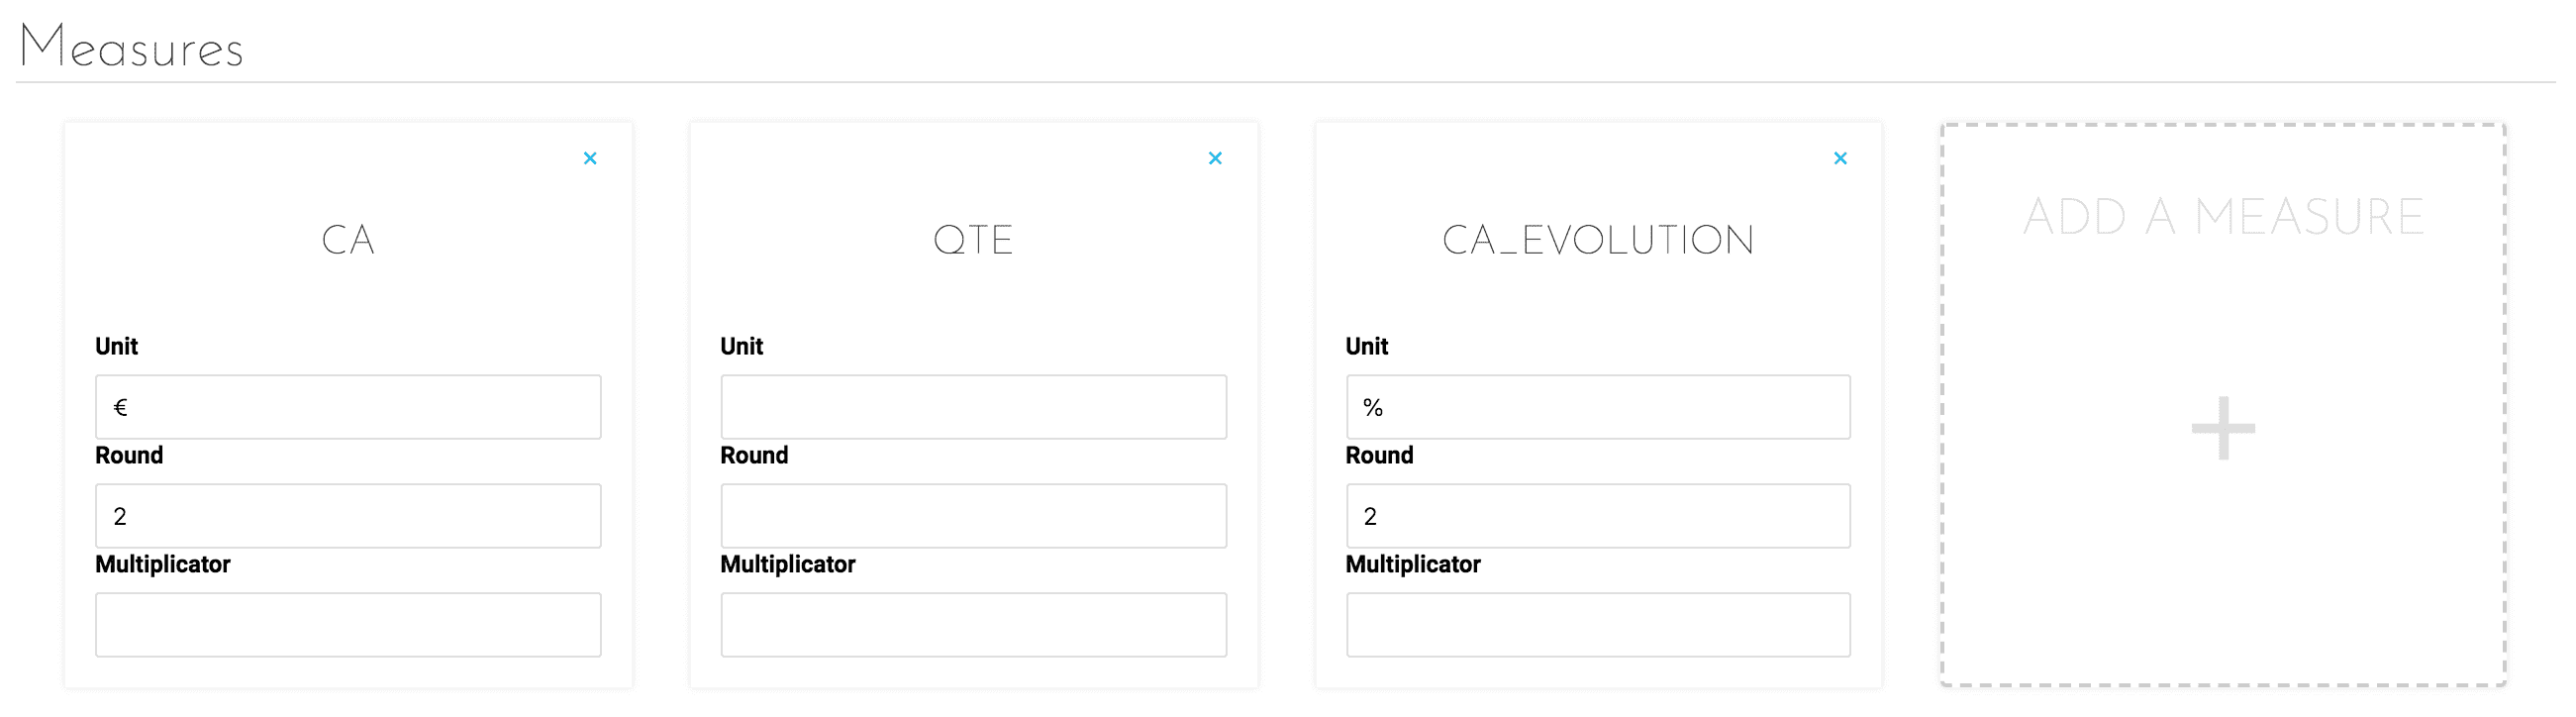 Measures
×
CA
Unit
€
Round
2
Multiplicator
×
QTE
Unit
Round
Multiplicator
×
CA_EVOLUTION
Unit
%
Round
2
Multiplicator
ADD A MEASURE
+